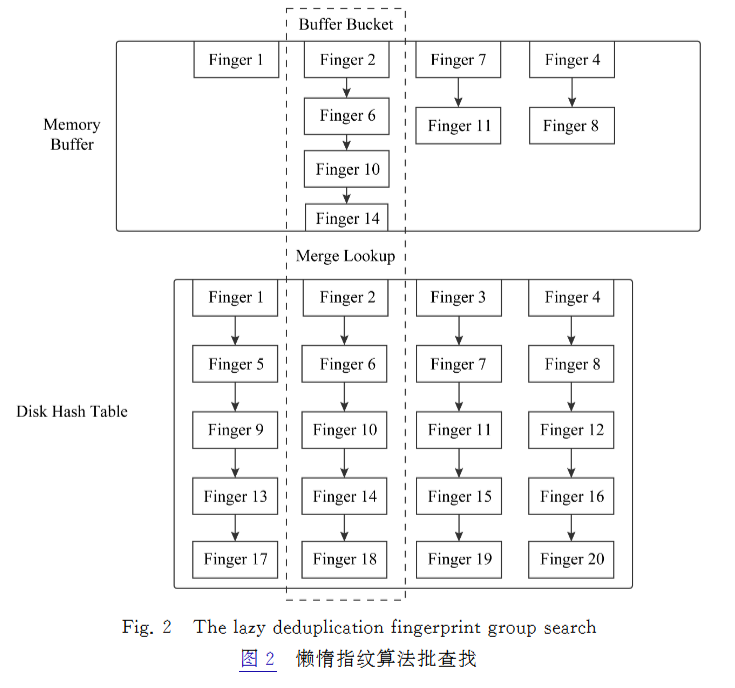 Buffer Bucket
Finger 1 Finger 2 Finger 7 Finger 4
Finger 6
Finger 11 Finger 8
Memory
Buffer
Finger 10
Finger 14
Merge Lookup
Finger 1 Finger 2 Finger 3 Finger 4
Finger 5 Finger 6 Finger 7 Finger 8
Disk Hash Table
Finger 9 Finger 10 Finger 11 Finger 12
Finger 13 Finger 14 Finger 15 Finger 16
Finger 17 Finger 18 Finger 19 Finger 20
Fig. 2 The lazy deduplication fingerprint group search
图 2 懒惰指纹算法批查找